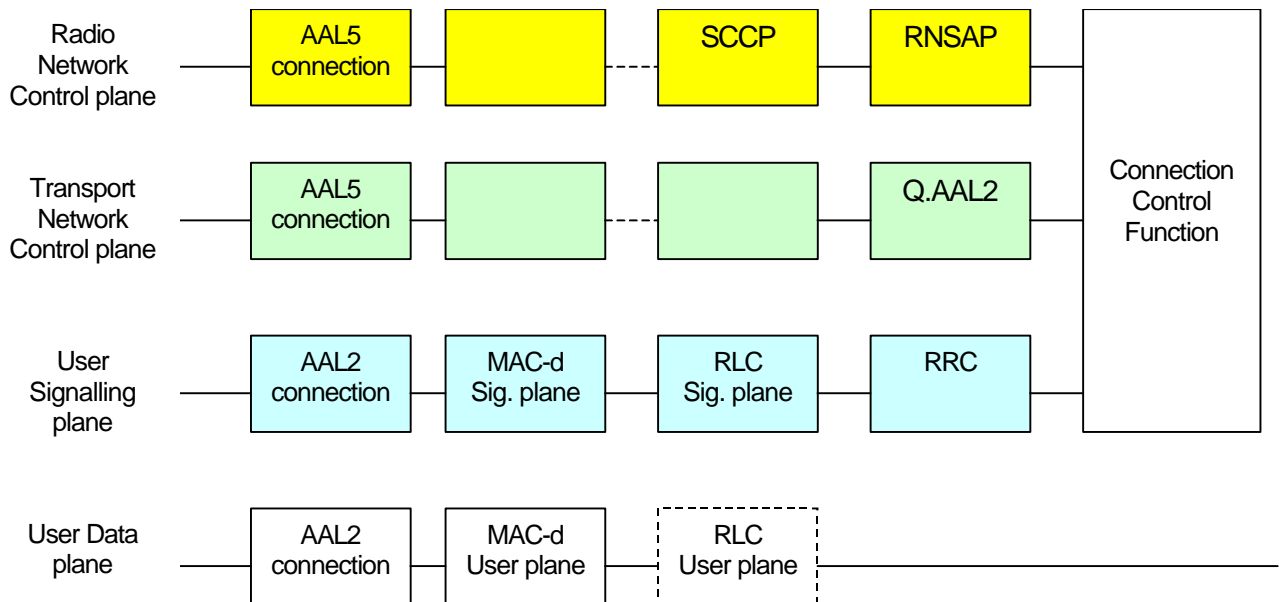 Radio
Network
Control plane
AAL5
connection
SCCP
RNSAP
Transport
Network
Control plane
AAL5
connection
Q.AAL2
Connection
Control
Function
User
Signalling
plane
AAL2
connection
MAC-d
Sig. plane
RLC
Sig. plane
RRC
User Data
plane
AAL2
connection
MAC-d
User plane
RLC
User plane